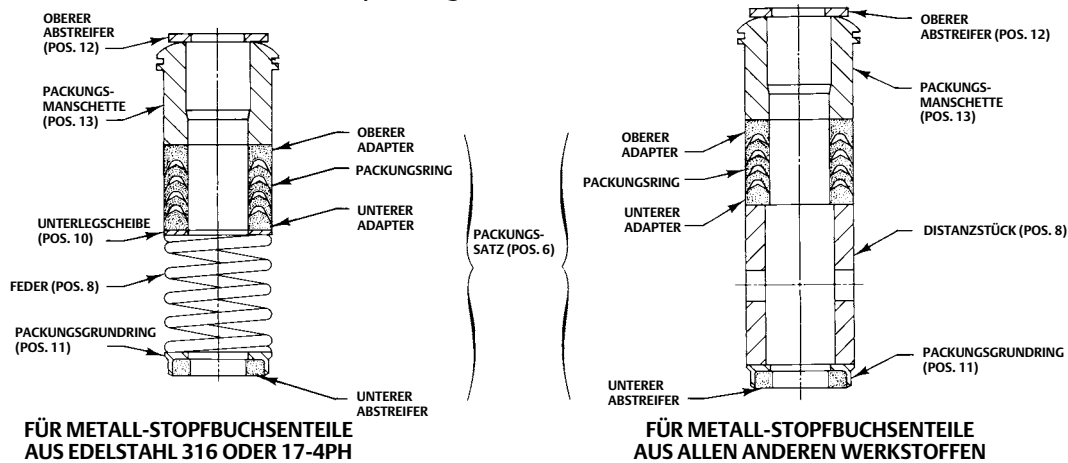 OBERER
ABSTREIFER
(POS. 12)
PACKUNGS-
MANSCHETTE
(POS. 13)
OBERER
ADAPTER
PACKUNGSRING
UNTERER
ADAPTER
UNTERLEGSCHEIBE
(POS. 10)
FEDER (POS. 8)
PACKUNGSGRUNDRING
(POS. 11)
UNTERER
ABSTREIFER
FÜR METALL-STOPFBUCHSENTEILE
AUS EDELSTAHL 316 ODER 17-4PH
PACKUNGS-
SATZ (POS. 6)
OBERER
ABSTREIFER (POS. 12)
PACKUNGS-
MANSCHETTE
(POS. 13)
OBERER
ADAPTER
PACKUNGSRING
UNTERER
ADAPTER
DISTANZSTÜCK (POS. 8)
PACKUNGSGRUNDRING
(POS. 11)
UNTERER
ABSTREIFER
FÜR METALL-STOPFBUCHSENTEILE
AUS ALLEN ANDEREN WERKSTOFFEN